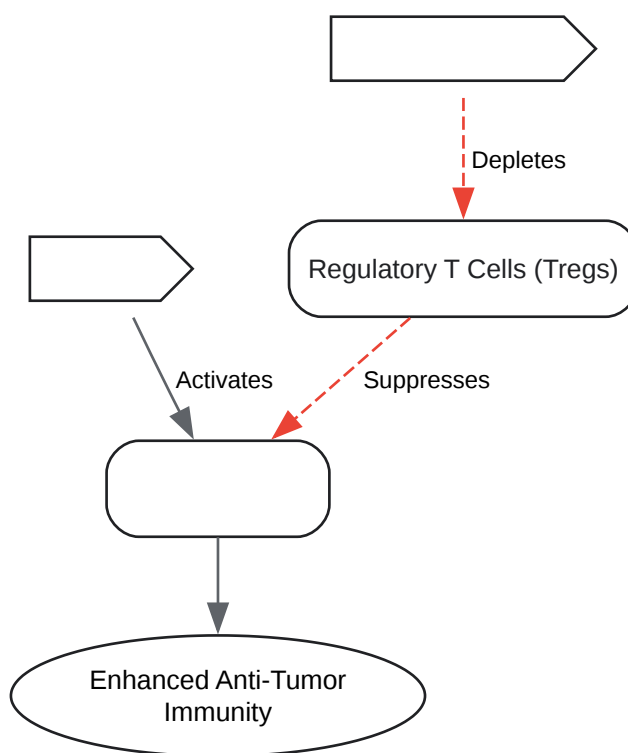 Depletes
Regulatory T Cells (Tregs)
Activates
Suppresses
Enhanced Anti-Tumor
Immunity